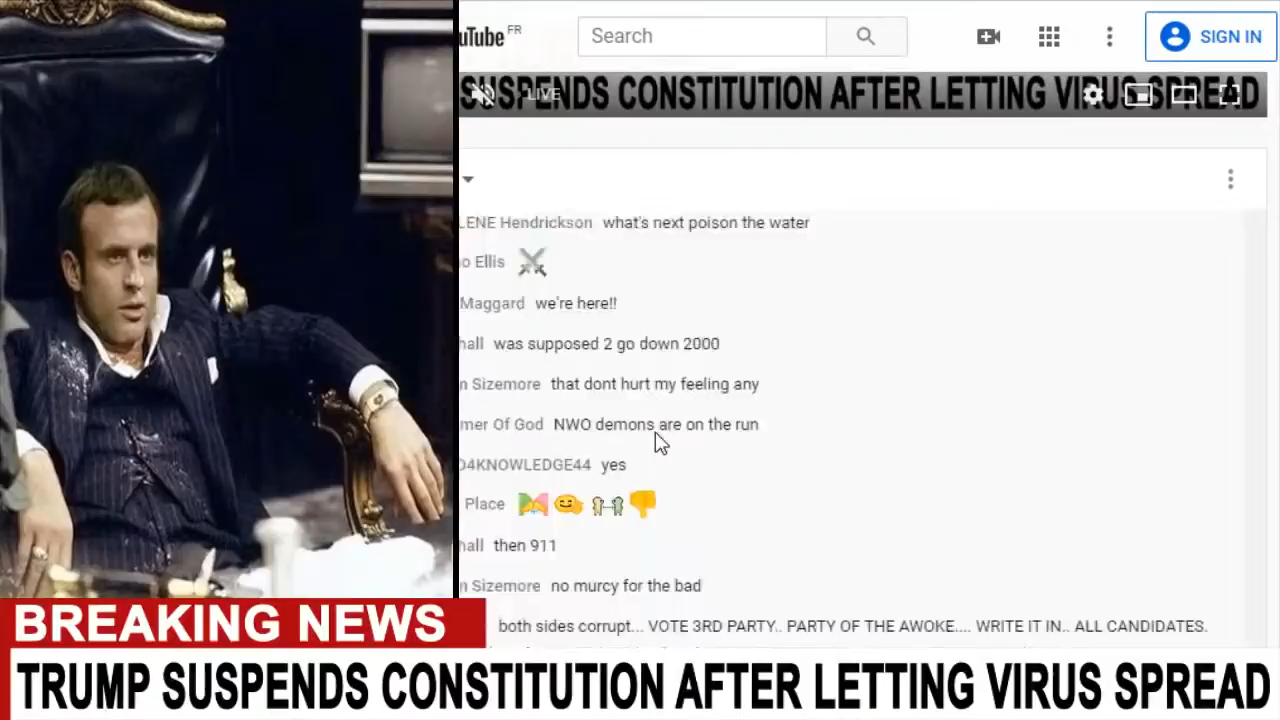 uTube FR
Search
SIGN IN
SUSPENDS CONSTITUTION AFTER LETTING VIRUS SPREAD
LIVE
LENE Hendrickson what's next poison the water
o Ellis
Maggard we're here!!
hall was supposed 2 go down 2000
n Sizemore that dont hurt my feeling any
mer Of God NWO demons are on the run
04KNOWLEDGE44 yes
Place
hall then 911
n Sizemore no murcy for the bad
both sides corrupt... VOTE 3RD PARTY.. PARTY OF THE AWOKE.... WRITE IT IN.. ALL CANDIDATES.
BREAKING NEWS
TRUMP SUSPENDS CONSTITUTION AFTER LETTING VIRUS SPREAD